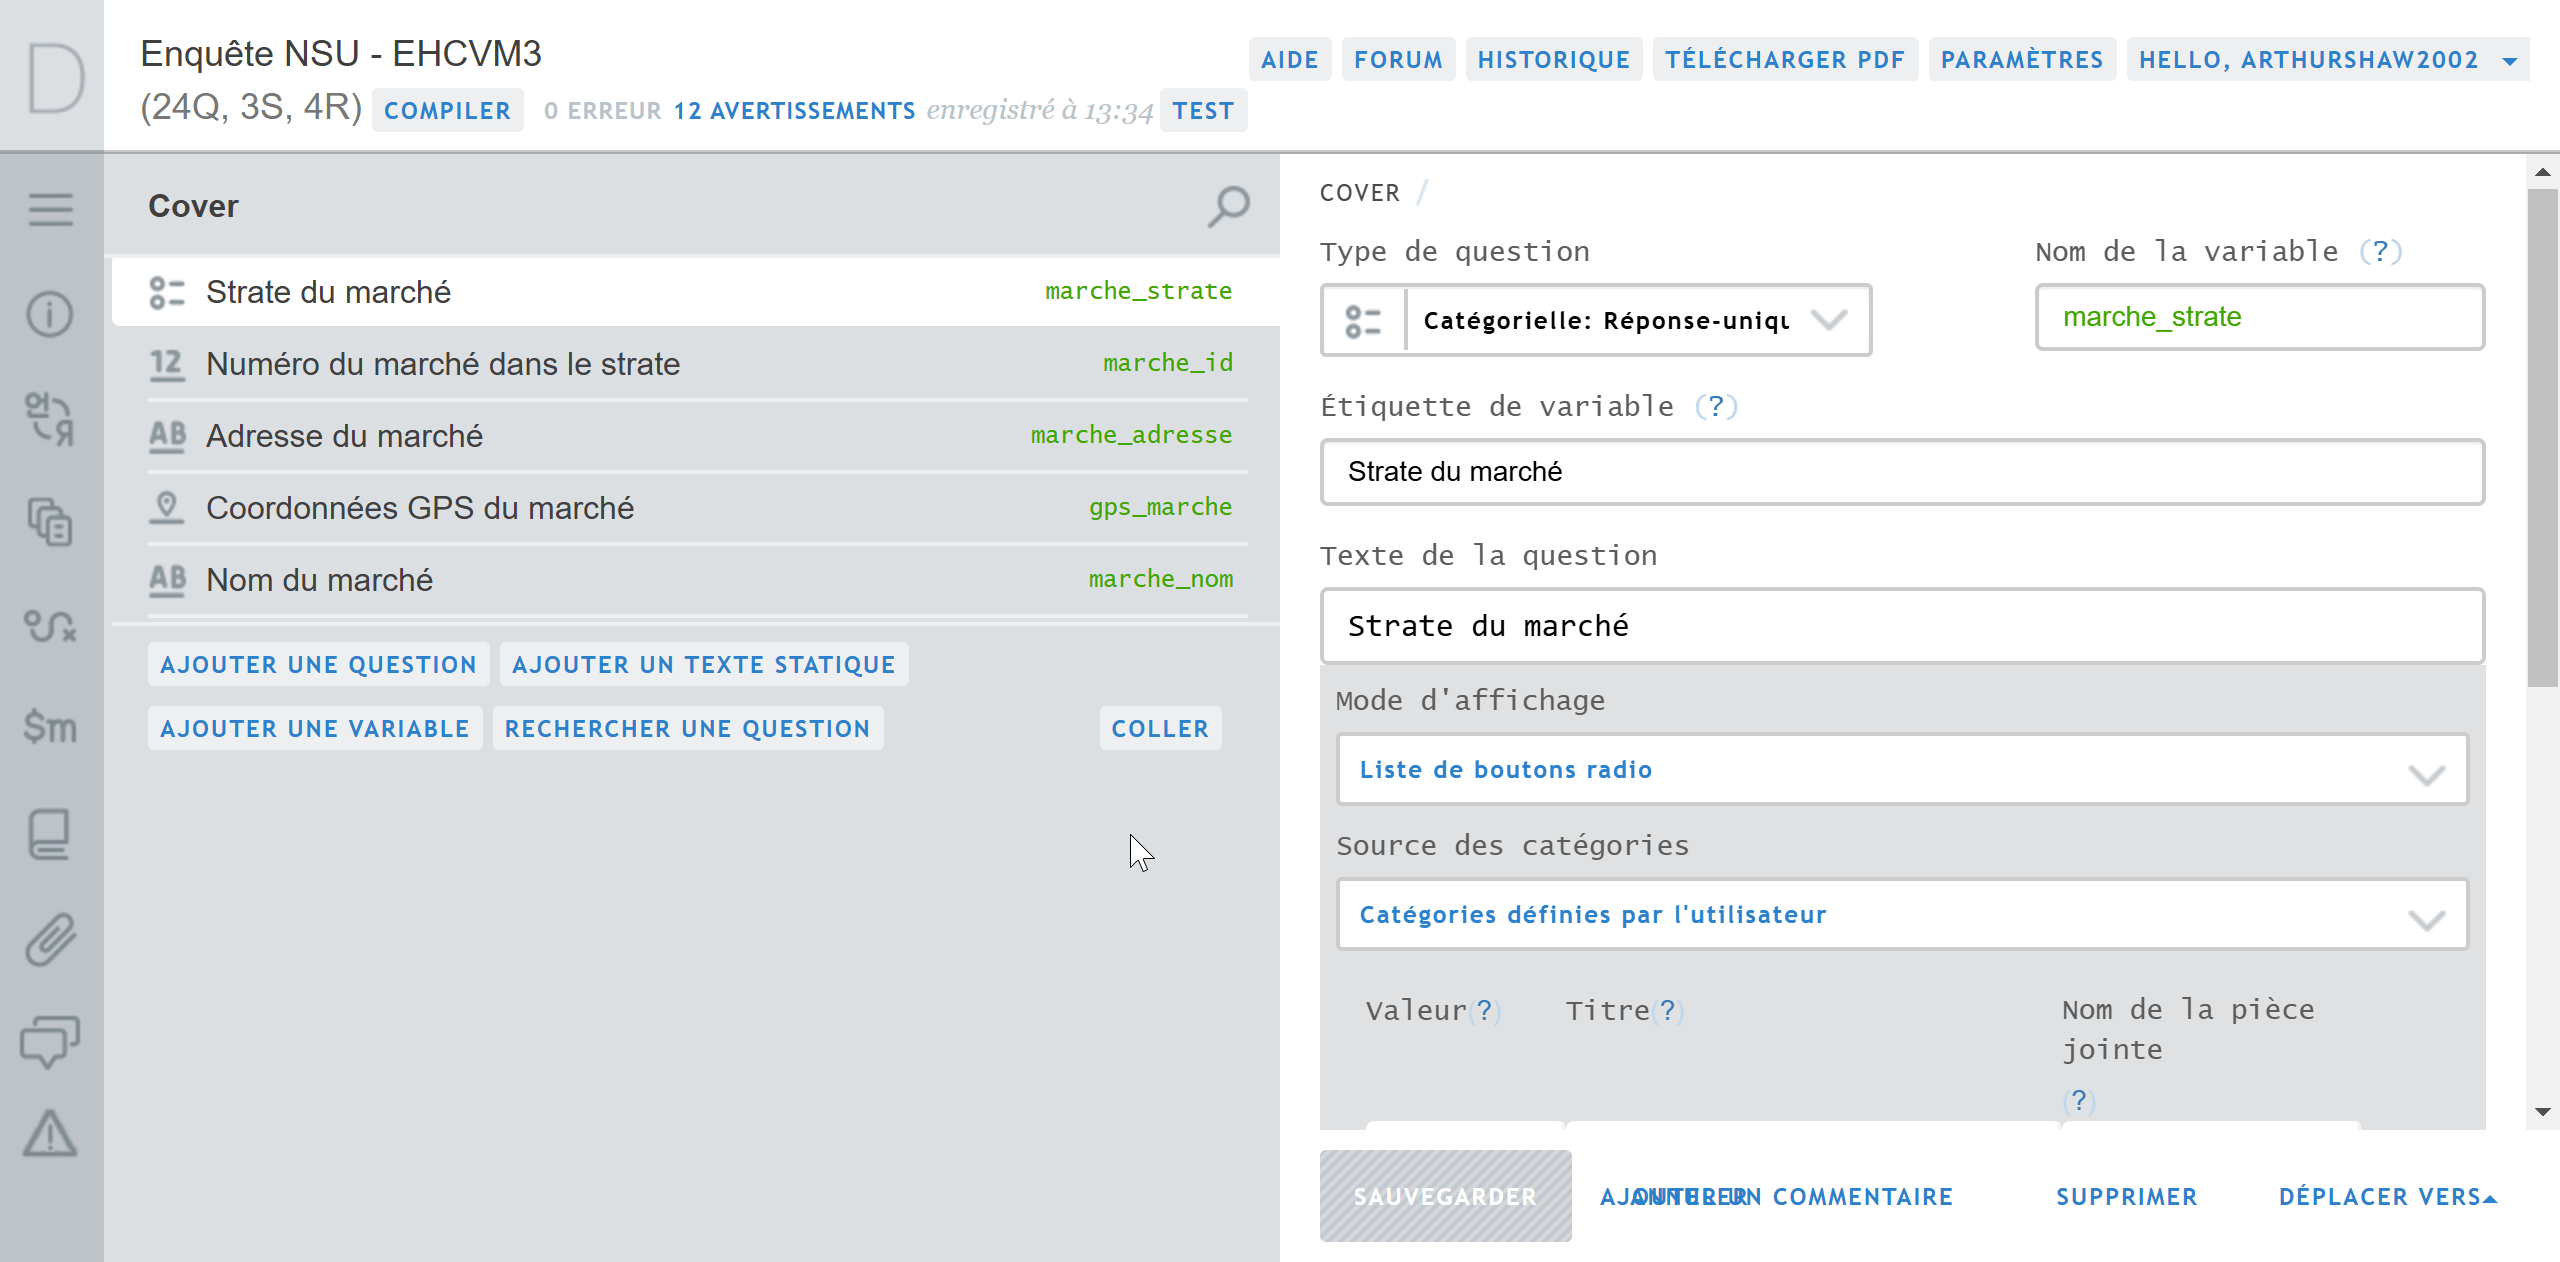 D
Enquête NSU - EHCVM3
(24Q, 3S, 4R) COMPILER 0 ERREUR 12 AVERTISSEMENTS enregistré à 13:34 TEST
AIDE FORUM HISTORIQUE TÉLÉCHARGER PDF PARAMÈTRES HELLO, ARTHURSHAW2002
Cover
Strate du marché marche_strate
12 Numéro du marché dans le strate marche_id
AB Adresse du marché marche_adresse
Coordonnées GPS du marché gps_marche
AB Nom du marché marche_nom
AJOUTER UNE QUESTION AJOUTER UN TEXTE STATIQUE
AJOUTER UNE VARIABLE RECHERCHER UNE QUESTION COLLER
$m
COVER /
Type de question Nom de la variable (?)
Catégorielle: Réponse-uniqu marche_strate
Étiquette de variable (?)
Strate du marché
Texte de la question
Strate du marché
Mode d'affichage
Liste de boutons radio
Source des catégories
Catégories définies par l'utilisateur
Valeur(?) Titre(?) Nom de la pièce
jointe
(?)
SAUVEGARDER ANNULER AJOUTER UN COMMENTAIRE SUPPRIMER DÉPLACER VERS